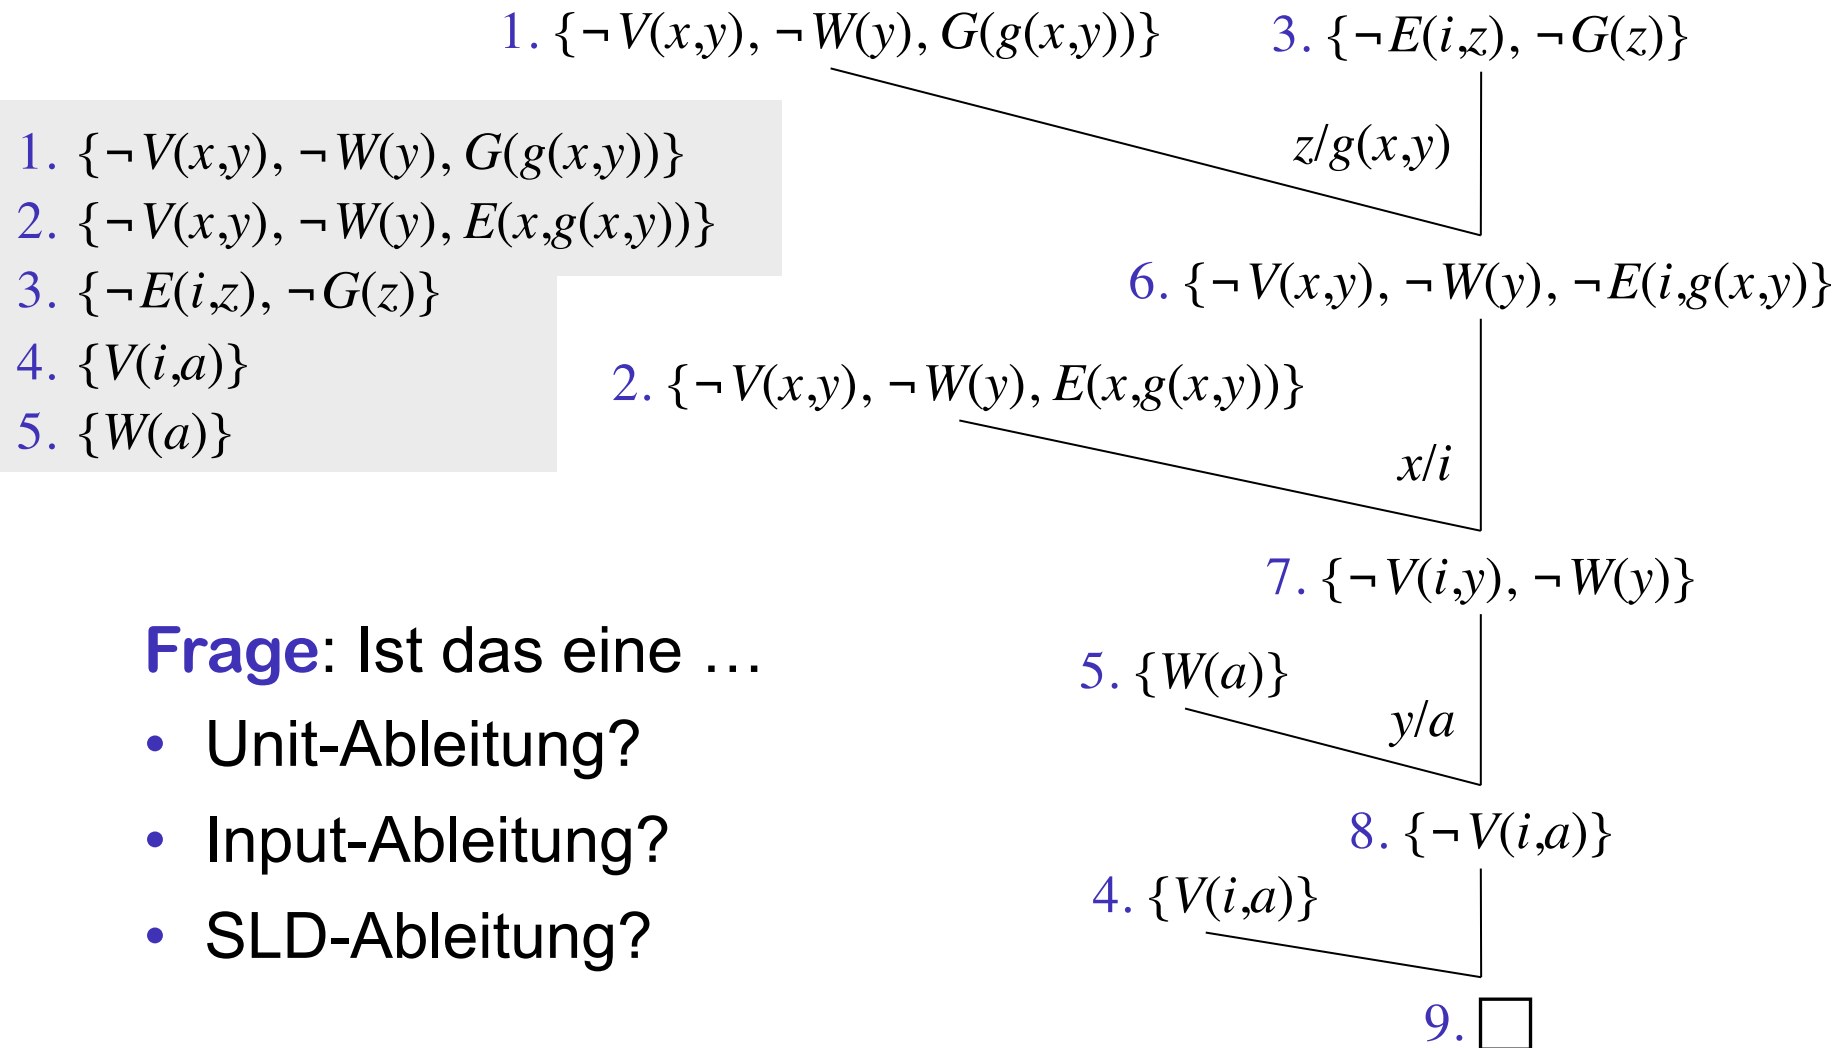 1. {¬V(x,y), ¬W(y), G(g(x,y))}
3. {¬E(i,z), ¬G(z)}
z/g(x,y)
1. {¬V(x,y), ¬W(y), G(g(x,y))}
2. {¬V(x,y), ¬W(y), E(x,g(x,y))}
3. {¬E(i,z), ¬G(z)}
4. {V(i,a)}
5. {W(a)}
6. {¬V(x,y), ¬W(y), ¬E(i,g(x,y)}
2. {¬V(x,y), ¬W(y), E(x,g(x,y))}
x/i
7. {¬V(i,y), ¬W(y)}
5. {W(a)}
y/a
8. {¬V(i,a)}
4. {V(i,a)}
9. □
Frage: Ist das eine …
• Unit-Ableitung?
• Input-Ableitung?
• SLD-Ableitung?